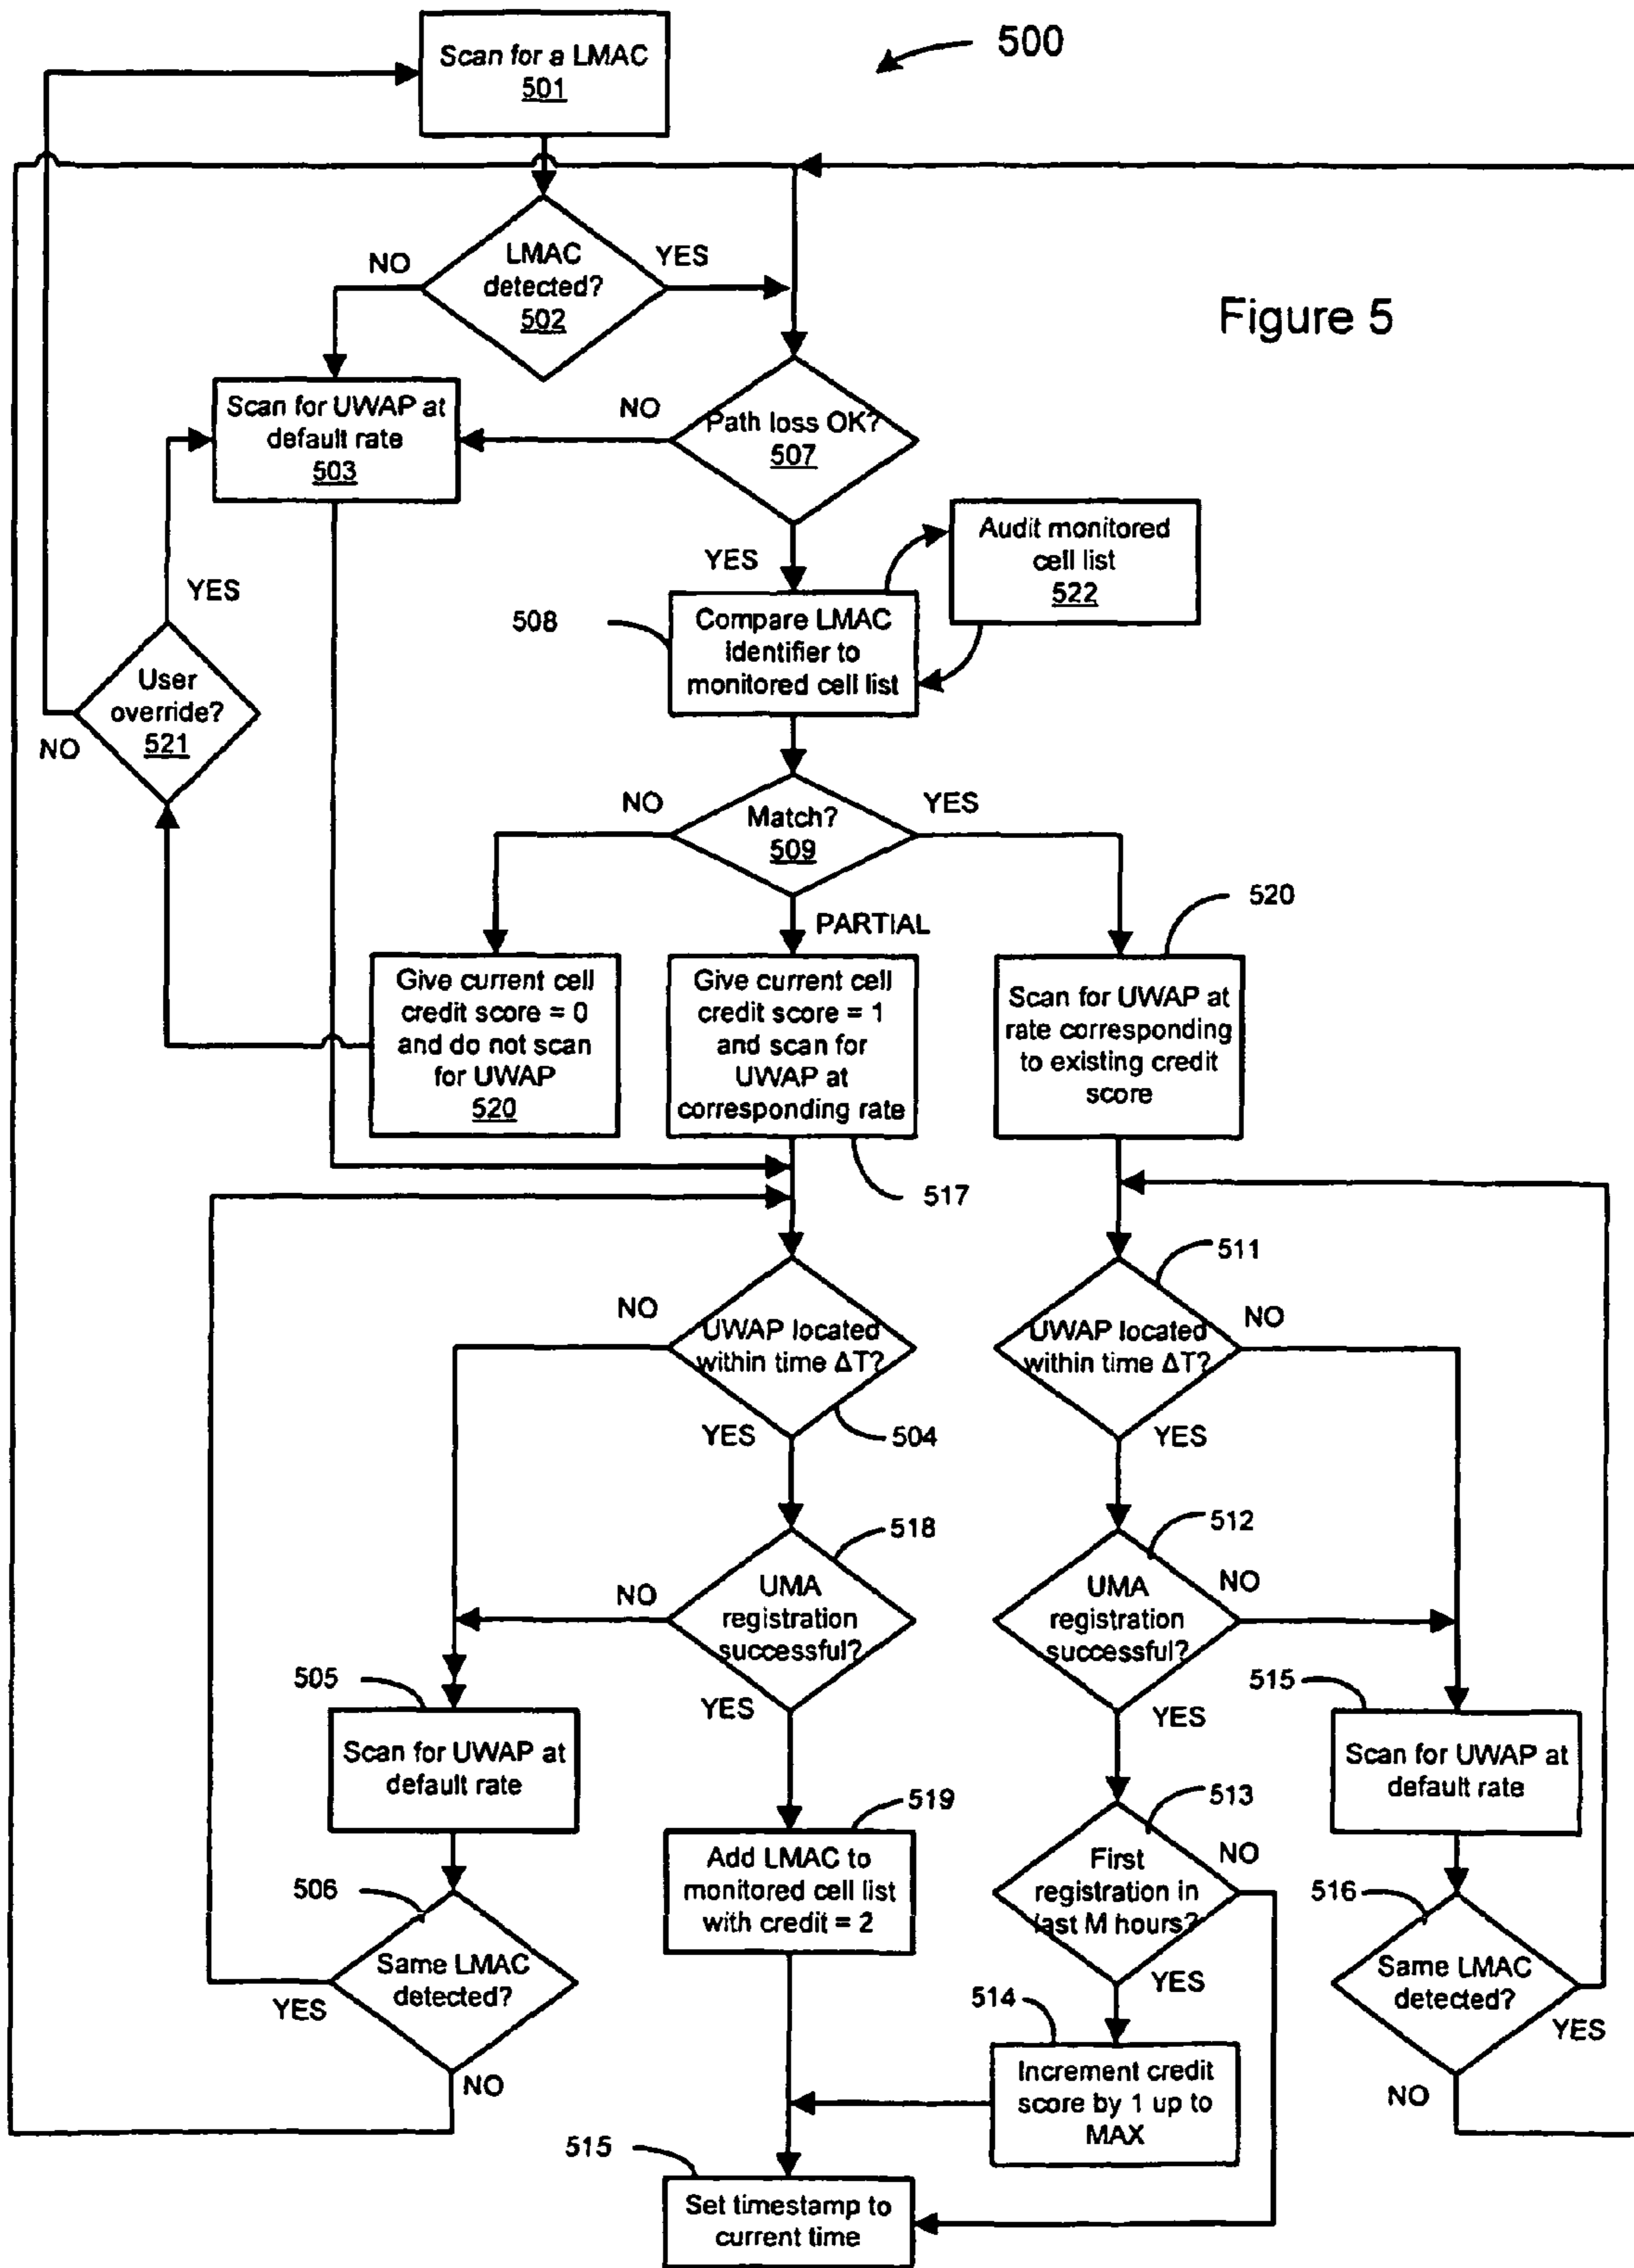 500
Scan for a LMAC
501
Figure 5
LMAC
detected?
502
NO
YES
Scan for UWAP at
default rate
503
NO
Path loss OK?
507
YES
Audit monitored
cell list
522
508
Compare LMAC
identifier to
monitored cell list
YES
User
override?
521
NO
NO
Match?
509
YES
PARTIAL
520
Give current cell
credit score = 0
and do not scan
for UWAP
520
Give current cell
credit score = 1
and scan for
UWAP at
corresponding rate
517
Scan for UWAP at
rate corresponding
to existing credit
score
NO
UWAP located
within time ΔT?
504
YES
511
UWAP located
within time ΔT?
NO
YES
518
UMA
registration
successful?
NO
YES
512
UMA
registration
successful?
NO
YES
505
Scan for UWAP at
default rate
515
Scan for UWAP at
default rate
519
Add LMAC to
monitored cell list
with credit = 2
513
First
registration in
last M hours?
NO
YES
506
Same LMAC
detected?
YES
NO
516
Same LMAC
detected?
YES
NO
514
Increment credit
score by 1 up to
MAX
515
Set timestamp to
current time